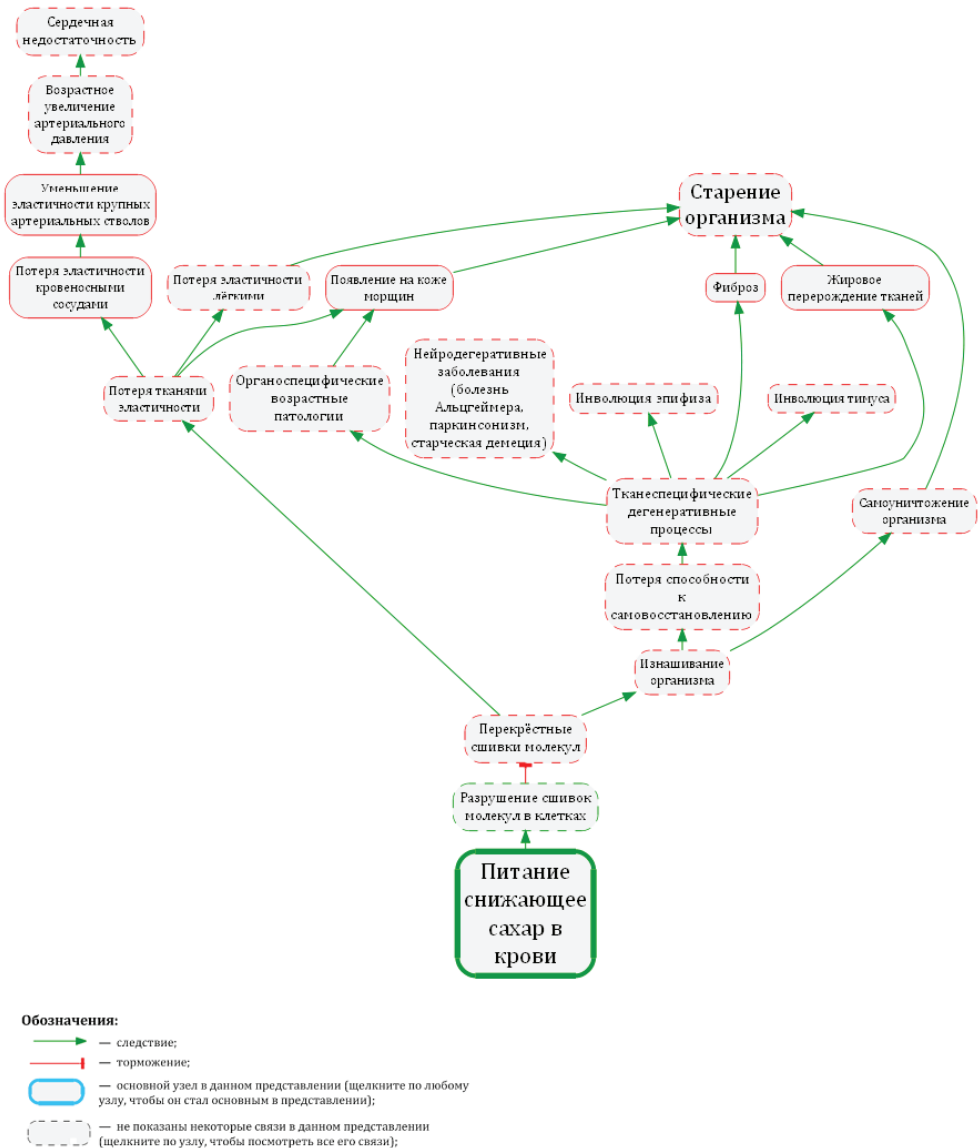 Сердечная
недостаточность
Возрастное
увеличение
артериального
давления
Уменьшение
эластичности крупных
артериальных стволов
Старение
организма
Потеря эластичности
кровеносными
сосудами
Потеря эластичности
лёгкими
Появление на коже
морщин
Фиброз
Жировое
перерождение тканей
Потеря тканями
эластичности
Органоспецифические
возрастные
патологии
Нейродегеративные
заболевания
(болезнь
Альцгеймера,
паркинсонизм,
старческая демеция)
Инволюция эпифиза
Инволюция тимуса
Тканеспецифические
дегенеративные
процессы
Самоуничтожение
организма
Потеря способности
к
самовосстановлению
Изнашивание
организма
Перекрёстные
сшивки молекул
Разрушение сшивок
молекул в клетках
Питание
снижающее
сахар в
крови
Обозначения:
— следствие;
— торможение;
— основной узел в данном представлении (щелкните по любому
узлу, чтобы он стал основным в представлении);
— не показаны некоторые связи в данном представлении
(щелкните по узлу, чтобы посмотреть все его связи);